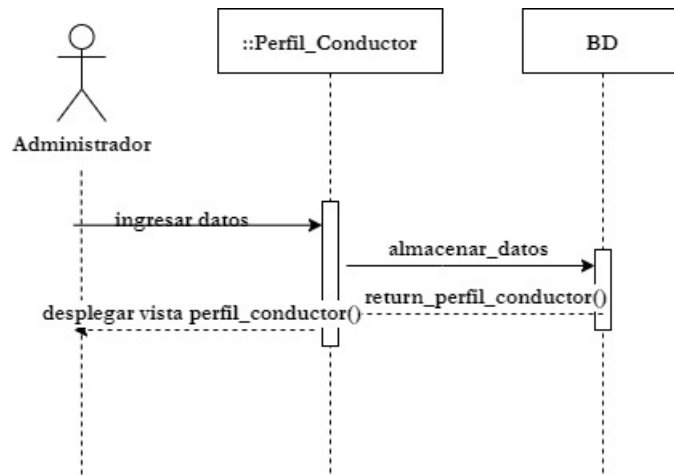 ::Perfil_Conductor
BD
Administrador
ingresar datos
almacenar_datos
return_perfil_conductor()
desplegar vista perfil_conductor()